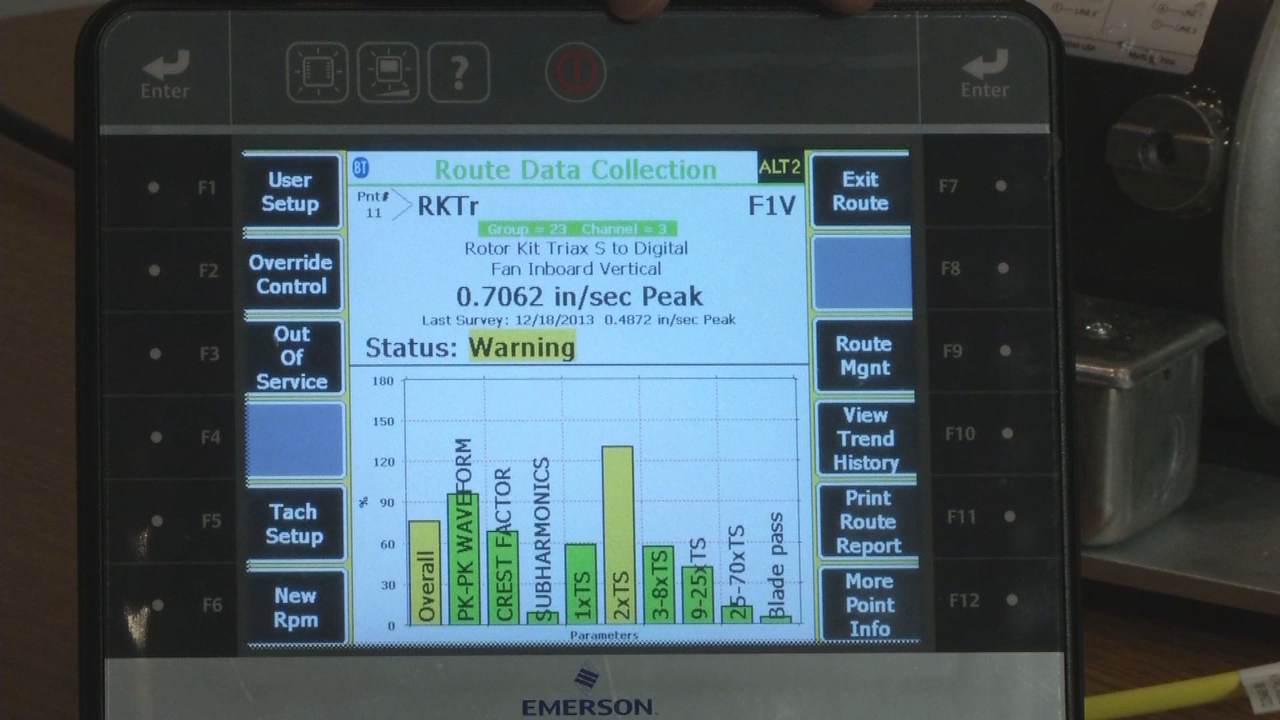 Enter
?
Enter
F1
F2
F3
F4
F5
F6
User
Setup
Override
Control
Out
Of
Service
Tach
Setup
New
Rpm
BT
Route Data Collection
ALT2
Pnt#
11
RKTr
F1V
Group = 23 Channel = 3
Rotor Kit Triax S to Digital
Fan Inboard Vertical
0.7062 in/sec Peak
Last Survey: 12/18/2013 0.4872 in/sec Peak
Status: Warning
180
150
120
90
60
30
0
%
Overall
PK-PK WAVEFORM
CREST FACTOR
SUBHARMONICS
1xTS
2xTS
3-8xTS
9-25xTS
25-70xTS
Blade pass
Parameters
Exit
Route
Route
Mgnt
View
Trend
History
Print
Route
Report
More
Point
Info
F7
F8
F9
F10
F11
F12
EMERSON